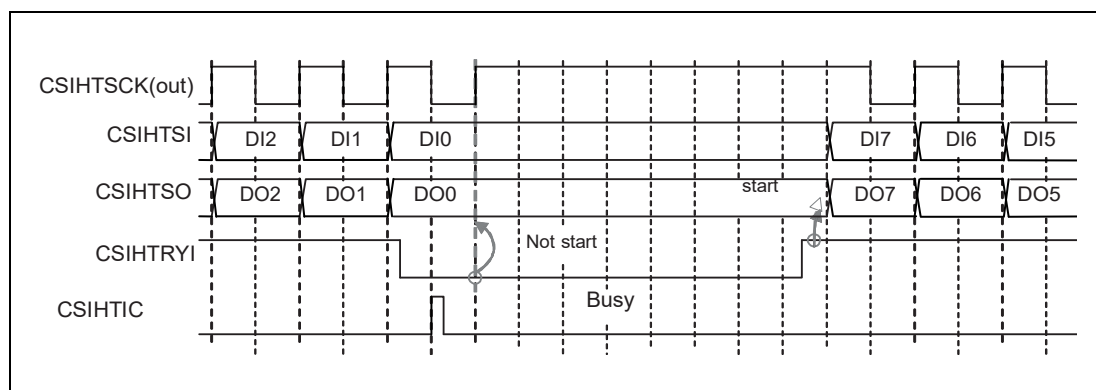 CSIHTSCK(out)
CSIHTSI DI2 DI1 DI0 DI7 DI6 DI5
CSIHTSO DO2 DO1 DO0 start DO7 DO6 DO5
CSIHTRYI Not start
CSIHTIC Busy